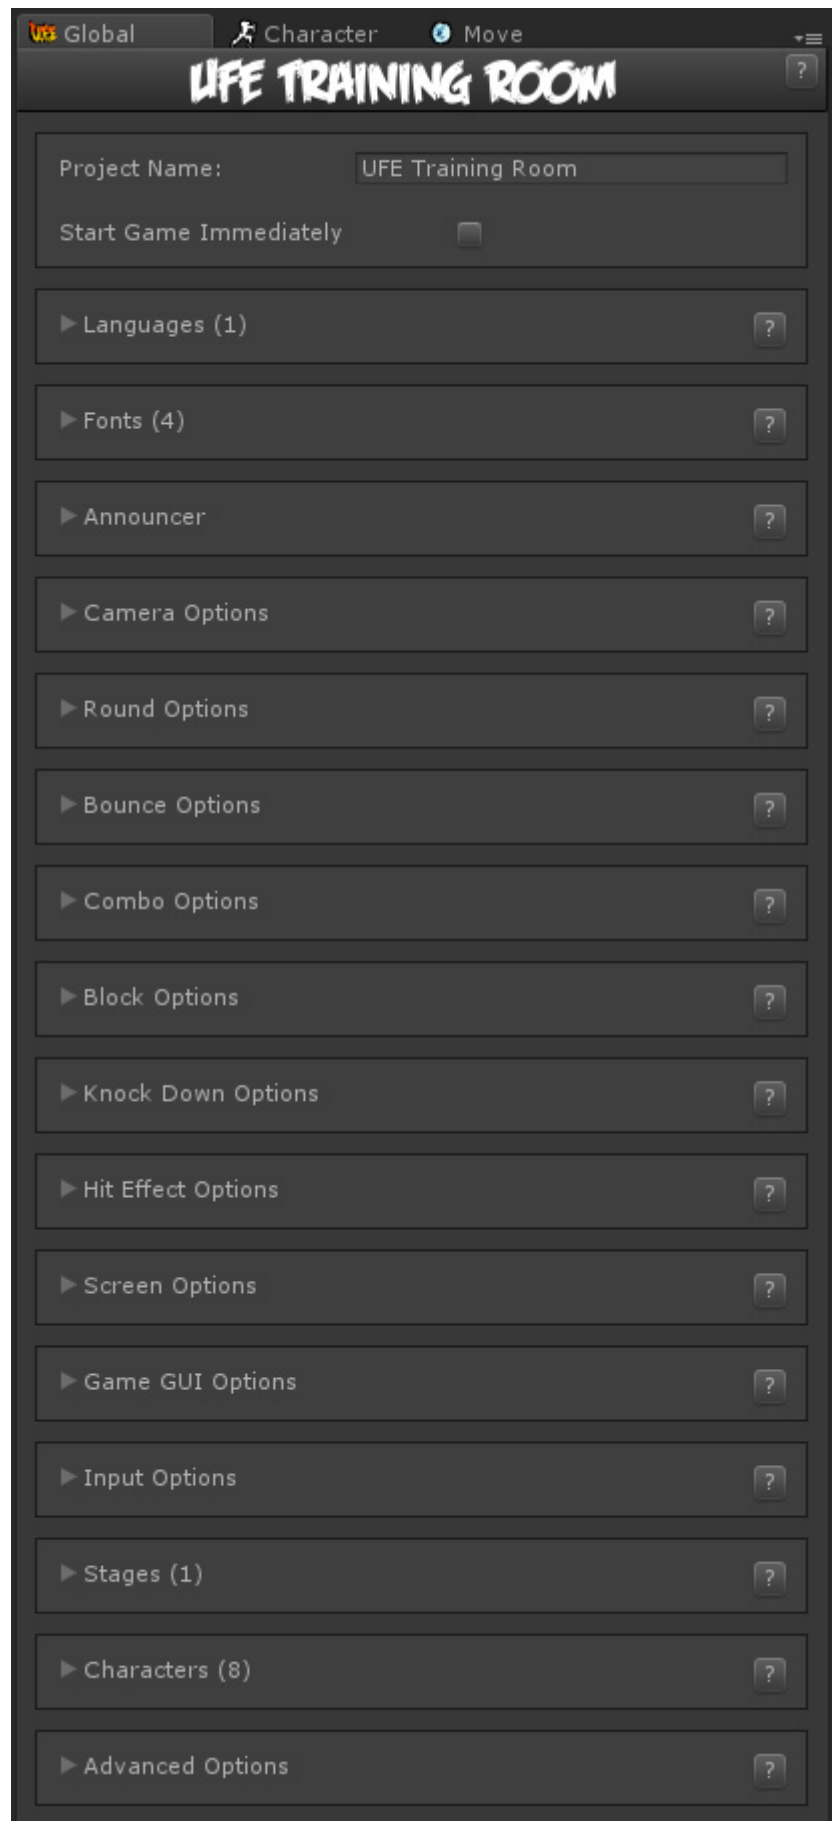 UFE Global Character Move
UFE TRAINING ROOM ?
Project Name: UFE Training Room
Start Game Immediately
Languages (1) ?
Fonts (4) ?
Announcer ?
Camera Options ?
Round Options ?
Bounce Options ?
Combo Options ?
Block Options ?
Knock Down Options ?
Hit Effect Options ?
Screen Options ?
Game GUI Options ?
Input Options ?
Stages (1) ?
Characters (8) ?
Advanced Options ?